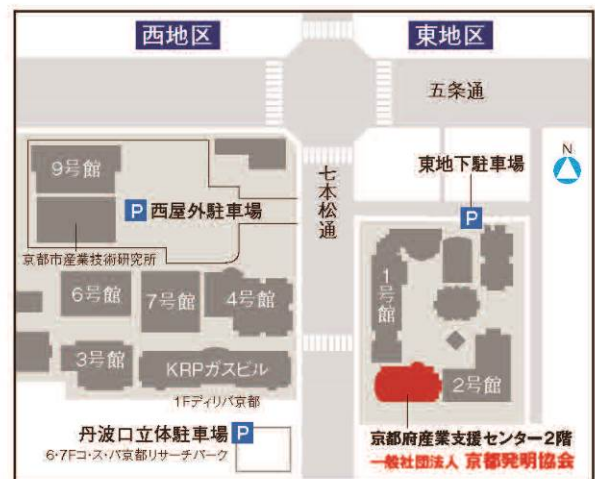 西地区
東地区
五条通
N
9号館
七本松通
東地下駐車場
P
P 西屋外駐車場
京都市産業技術研究所
1号館
6号館
7号館
4号館
3号館
KRPガスビル
2号館
1Fディリパ京都
丹波口立体駐車場 P
6・7Fコ・ス・パ京都リサーチパーク
京都府産業支援センター2階
一般社団法人 京都発明協会